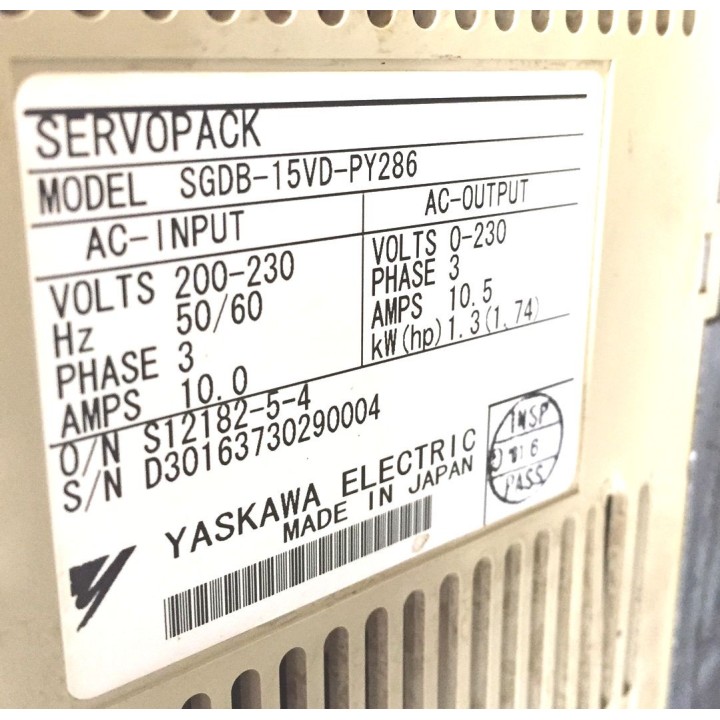 SERVOPACK
MODEL SGDB-15VD-PY286
AC-INPUT
VOLTS 200-230
Hz 50/60
PHASE 3
AMPS 10.0
AC-OUTPUT
VOLTS 0-230
PHASE 3
AMPS 10.5
kW(hp) 1.3(1.74)
O/N S12182-5-4
S/N D30163730290004
YASKAWA ELECTRIC
MADE IN JAPAN
INSP
PASS